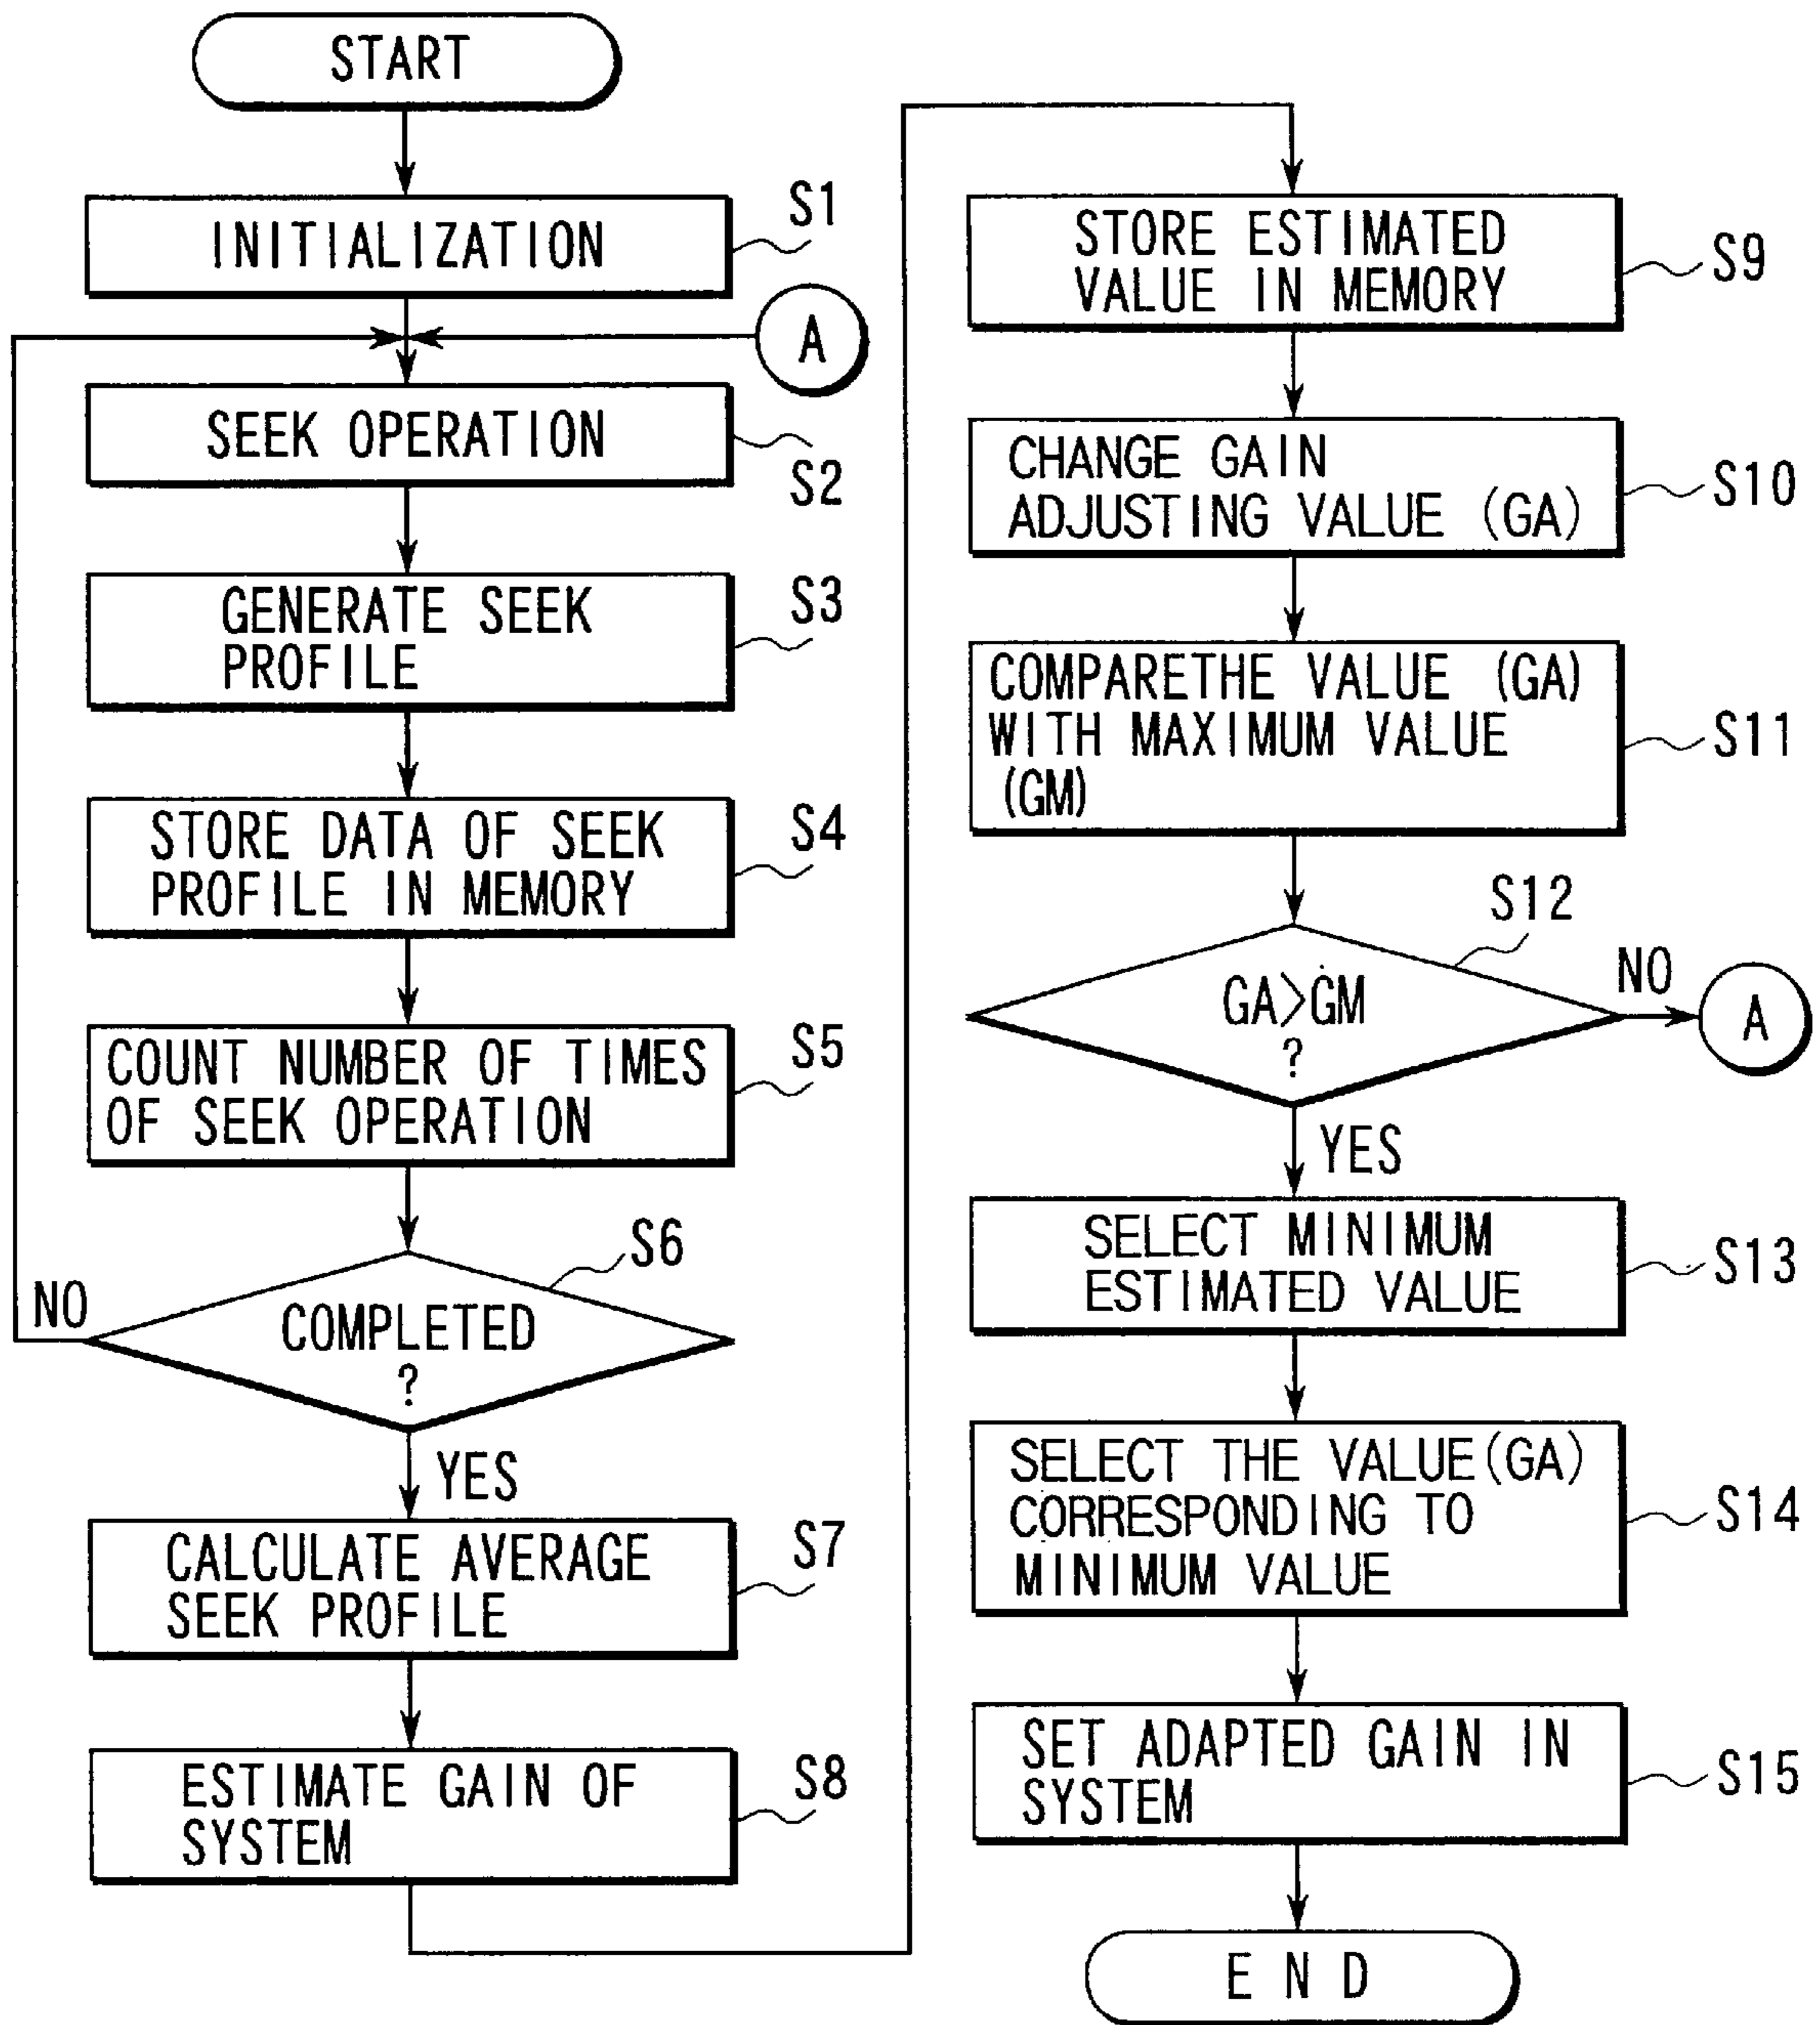 START
INITIALIZATION
S1
A
SEEK OPERATION
S2
GENERATE SEEK
PROFILE
S3
STORE DATA OF SEEK
PROFILE IN MEMORY
S4
COUNT NUMBER OF TIMES
OF SEEK OPERATION
S5
S6
COMPLETED
?
NO
YES
CALCULATE AVERAGE
SEEK PROFILE
S7
ESTIMATE GAIN OF
SYSTEM
S8
STORE ESTIMATED
VALUE IN MEMORY
S9
CHANGE GAIN
ADJUSTING VALUE (GA)
S10
COMPARETHE VALUE (GA)
WITH MAXIMUM VALUE
(GM)
S11
S12
GA>GM
?
NO
A
YES
SELECT MINIMUM
ESTIMATED VALUE
S13
SELECT THE VALUE(GA)
CORRESPONDING TO
MINIMUM VALUE
S14
SET ADAPTED GAIN IN
SYSTEM
S15
END